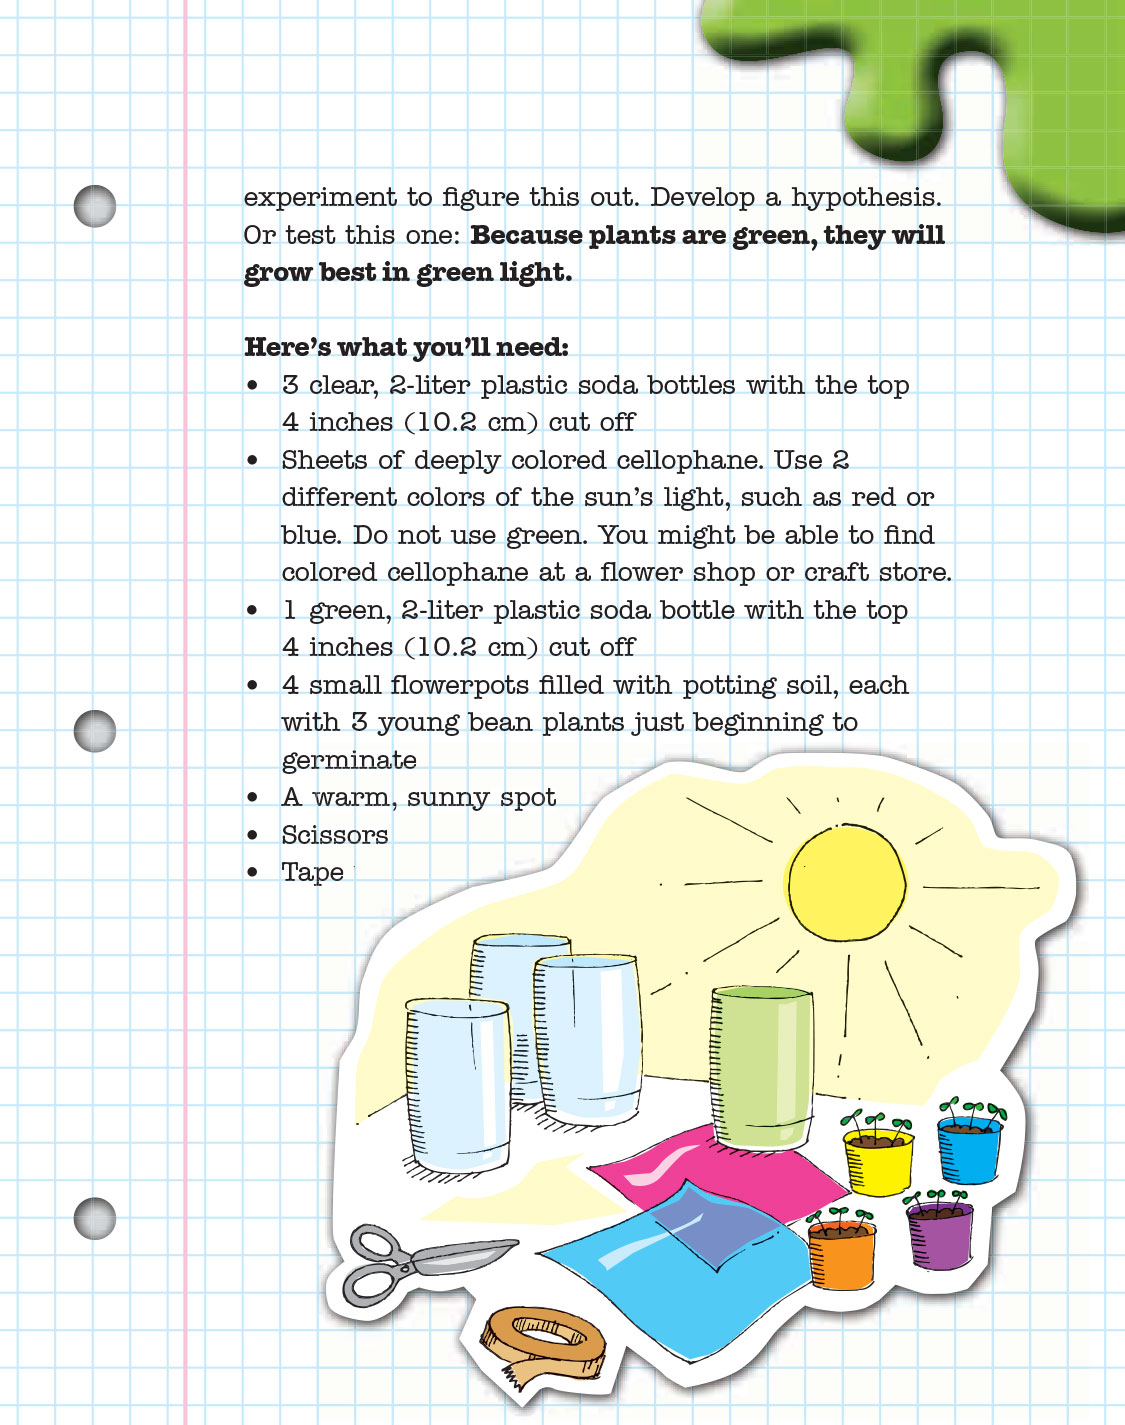 experiment to figure this out. Develop a hypothesis.
Or test this one: Because plants are green, they will
grow best in green light.
Here’s what you’ll need:
• 3 clear, 2-liter plastic soda bottles with the top
4 inches (10.2 cm) cut off
• Sheets of deeply colored cellophane. Use 2
different colors of the sun’s light, such as red or
blue. Do not use green. You might be able to find
colored cellophane at a flower shop or craft store.
• 1 green, 2-liter plastic soda bottle with the top
4 inches (10.2 cm) cut off
• 4 small flowerpots filled with potting soil, each
with 3 young bean plants just beginning to
germinate
• A warm, sunny spot
• Scissors
• Tape